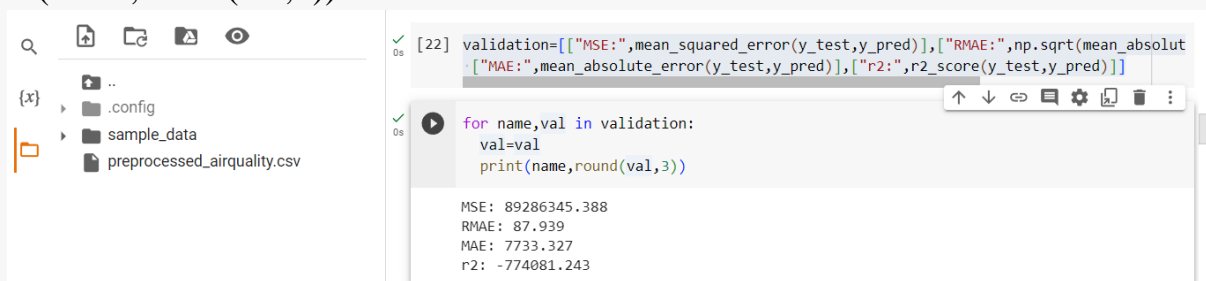 [22] validation=[["MSE:",mean_squared_error(y_test,y_pred)],["RMAE:",np.sqrt(mean_absolut
["MAE:",mean_absolute_error(y_test,y_pred)],["r2:",r2_score(y_test,y_pred)]]
0s
..
{x}
.config
sample_data
preprocessed_airquality.csv
0s
for name,val in validation:
val=val
print(name,round(val,3))
MSE: 89286345.388
RMAE: 87.939
MAE: 7733.327
r2: -774081.243